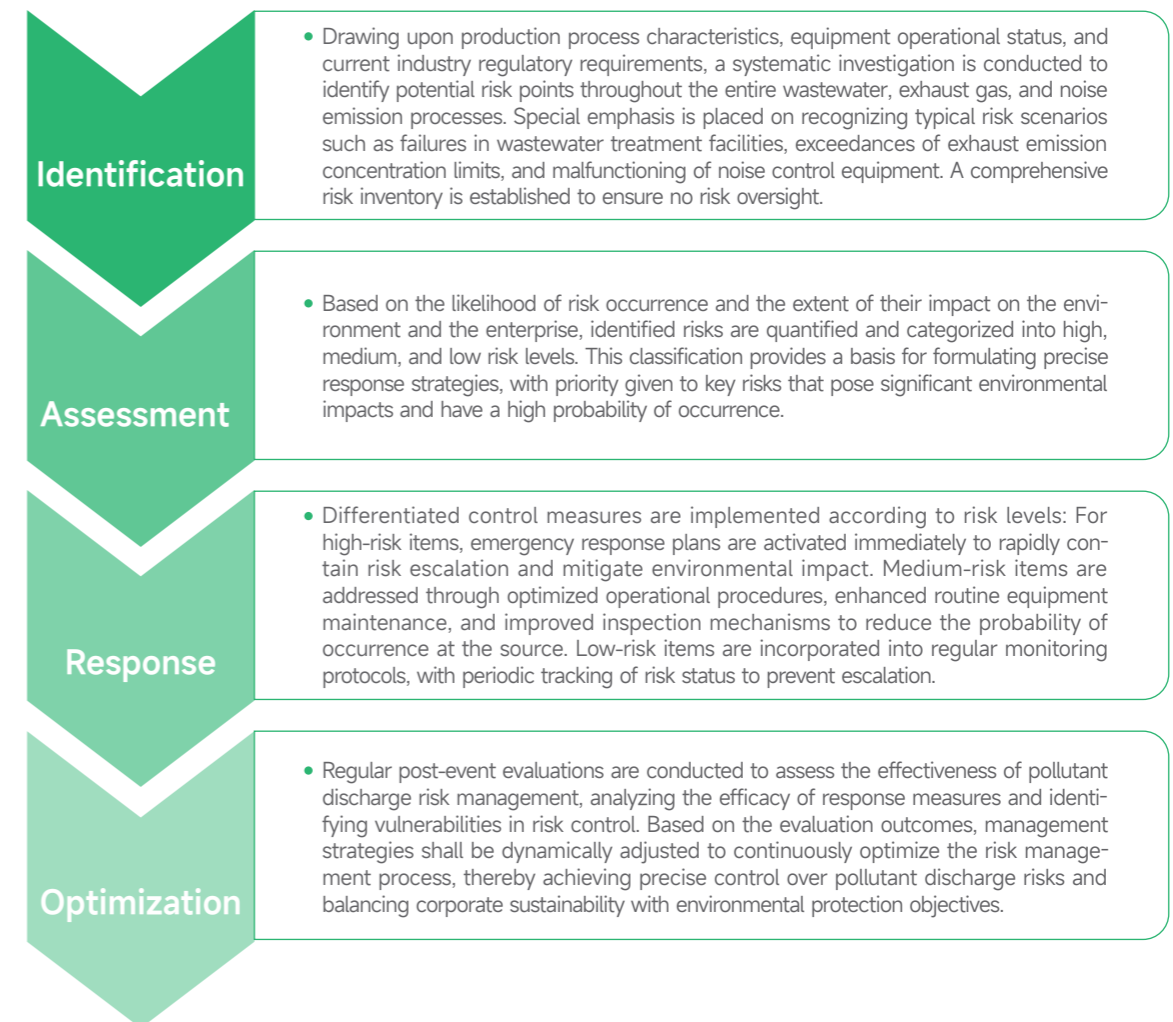 Identification
• Drawing upon production process characteristics, equipment operational status, and
current industry regulatory requirements, a systematic investigation is conducted to
identify potential risk points throughout the entire wastewater, exhaust gas, and noise
emission processes. Special emphasis is placed on recognizing typical risk scenarios
such as failures in wastewater treatment facilities, exceedances of exhaust emission
concentration limits, and malfunctioning of noise control equipment. A comprehensive
risk inventory is established to ensure no risk oversight.
Assessment
• Based on the likelihood of risk occurrence and the extent of their impact on the envi-
ronment and the enterprise, identified risks are quantified and categorized into high,
medium, and low risk levels. This classification provides a basis for formulating precise
response strategies, with priority given to key risks that pose significant environmental
impacts and have a high probability of occurrence.
Response
• Differentiated control measures are implemented according to risk levels: For
high-risk items, emergency response plans are activated immediately to rapidly con-
tain risk escalation and mitigate environmental impact. Medium-risk items are
addressed through optimized operational procedures, enhanced routine equipment
maintenance, and improved inspection mechanisms to reduce the probability of
occurrence at the source. Low-risk items are incorporated into regular monitoring
protocols, with periodic tracking of risk status to prevent escalation.
Optimization
• Regular post-event evaluations are conducted to assess the effectiveness of pollutant
discharge risk management, analyzing the efficacy of response measures and identi-
fying vulnerabilities in risk control. Based on the evaluation outcomes, management
strategies shall be dynamically adjusted to continuously optimize the risk manage-
ment process, thereby achieving precise control over pollutant discharge risks and
balancing corporate sustainability with environmental protection objectives.